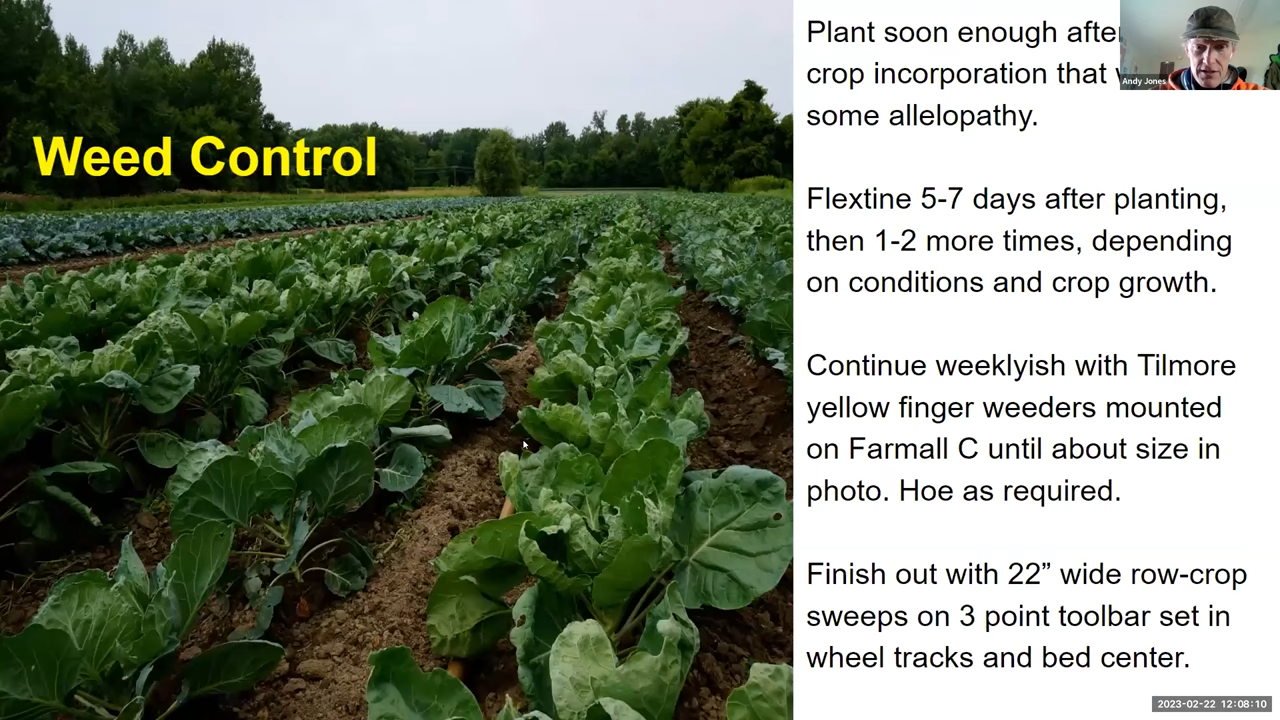 Weed Control
Plant soon enough after
crop incorporation that
some allelopathy.
Flextine 5-7 days after planting,
then 1-2 more times, depending
on conditions and crop growth.
Continue weeklyish with Tilmore
yellow finger weeders mounted
on Farmall C until about size in
photo. Hoe as required.
Finish out with 22” wide row-crop
sweeps on 3 point toolbar set in
wheel tracks and bed center.
Andy Jones
2023-02-22 12:08:10